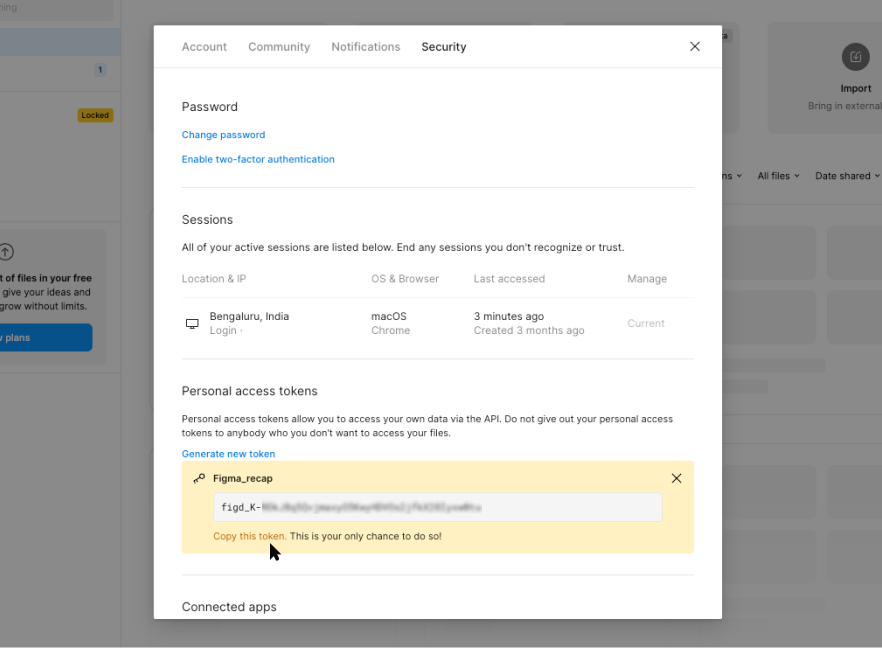 ning
Account Community Notifications Security
1
Import
Bring in external
Locked
Password
Change password
Enable two-factor authentication
ns All files Date shared
Sessions
All of your active sessions are listed below. End any sessions you don't recognize or trust.
t of files in your free
give your ideas and
grow without limits.
w plans
Location & IP OS & Browser Last accessed Manage
Bengaluru, India macOS 3 minutes ago
Login · Chrome Created 3 months ago Current
Personal access tokens
Personal access tokens allow you to access your own data via the API. Do not give out your personal access
tokens to anybody who you don't want to access your files.
Generate new token
Figma_recap
figd_K-
Copy this token. This is your only chance to do so!
Connected apps